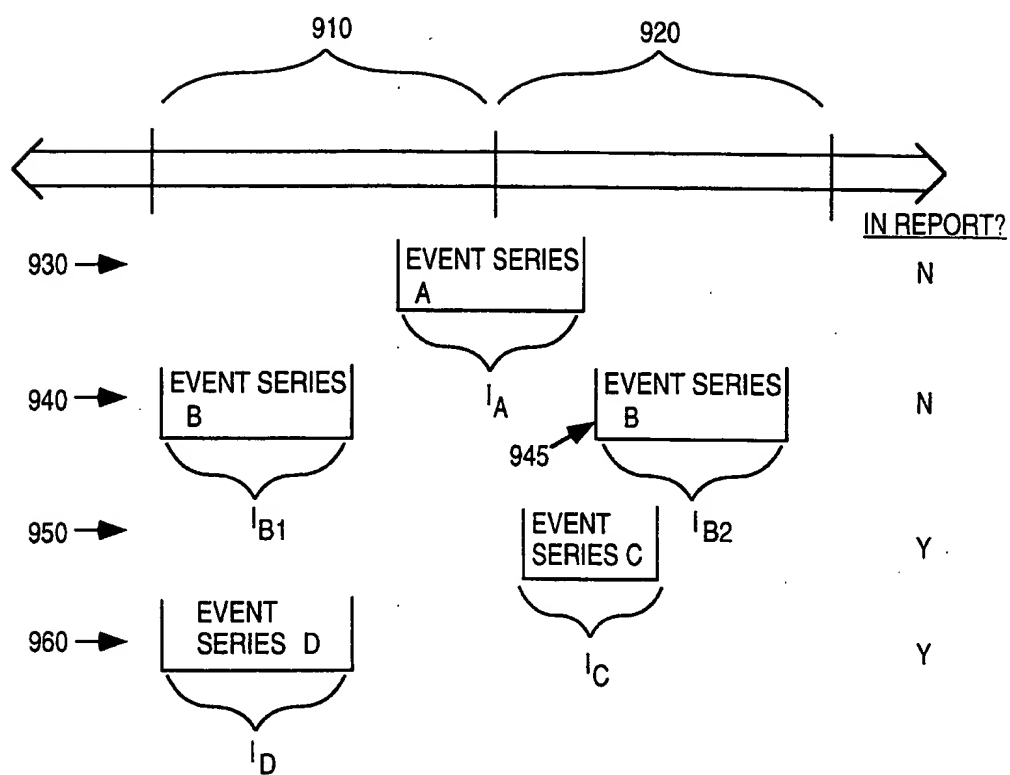 910
920
IN REPORT?
930
EVENT SERIES
A
N
I_A
940
EVENT SERIES
B
EVENT SERIES
B
N
945
I_B1
I_B2
950
EVENT
SERIES C
Y
I_C
960
EVENT
SERIES D
Y
I_D